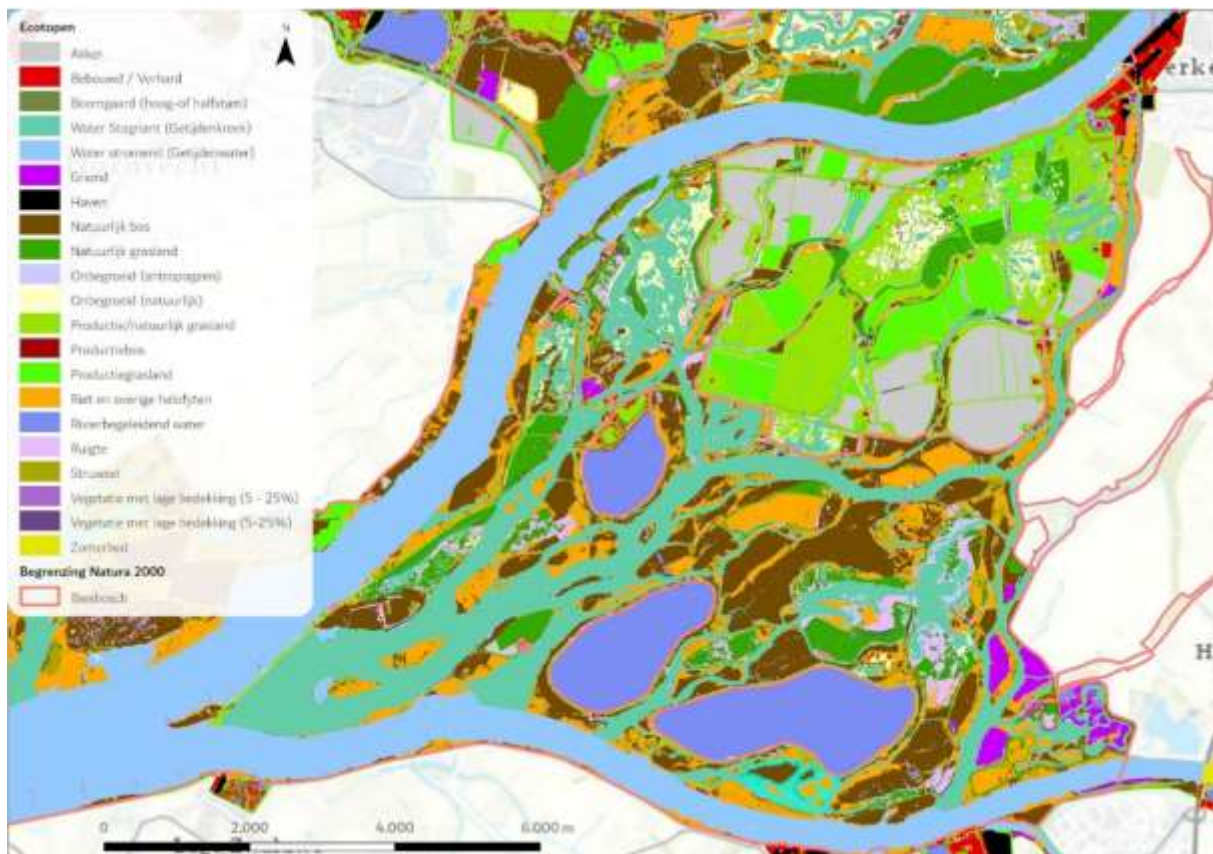 Ecotopen
N
Akker
Bebouwd / Verhard
Boomgaard (hoog-of halfstam)
Water Stagnant (Getijdenkreek)
Water stromend (Getijdenwater)
Griend
Haven
Natuurlijk bos
Natuurlijk grasland
Onbegroeid (antropogeen)
Onbegroeid (natuurlijk)
Productie/natuurlijk grasland
Productiebos
Productiegrasland
Riet en overige helofyten
Rivierbegeleidend water
Ruigte
Struweel
Vegetatie met lage bedekking (5 - 25%)
Vegetatie met lage bedekking (5-25%)
Zomerbed
Begrenzing Natura 2000
Biesbosch
erke
H
0 2.000 4.000 6.000 m